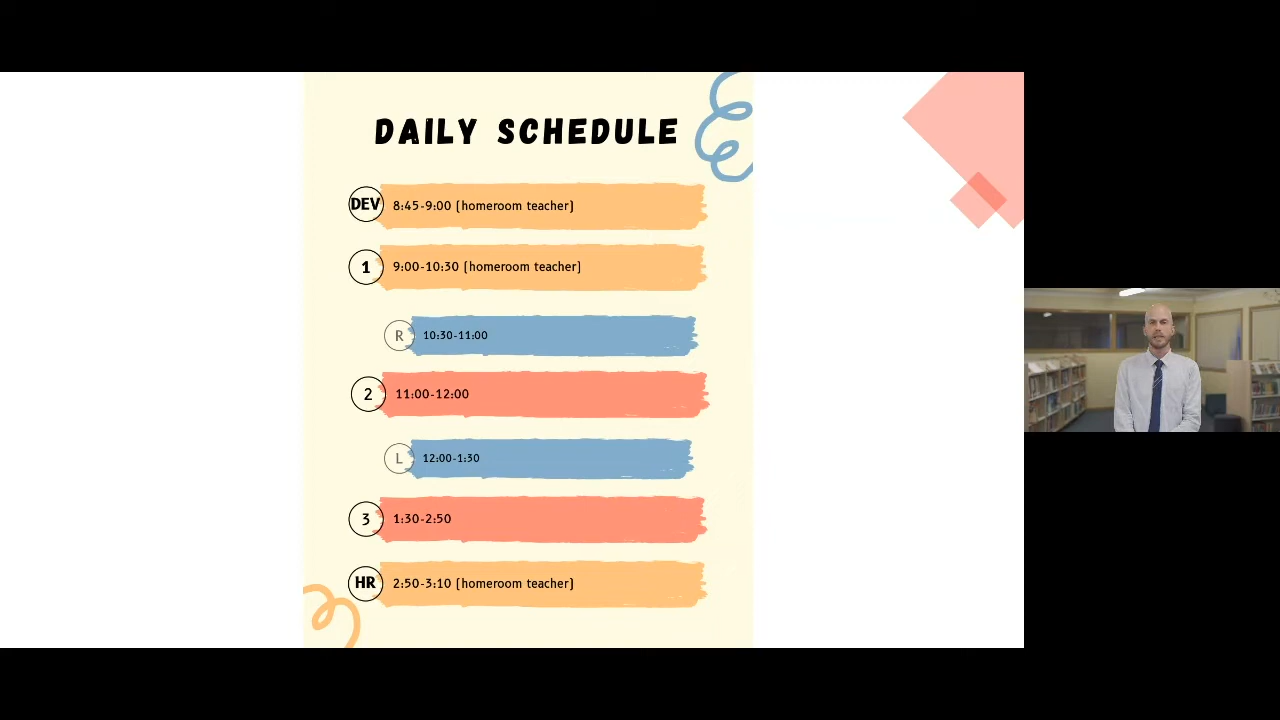 DAILY SCHEDULE
DEV 8:45-9:00 (homeroom teacher)
1 9:00-10:30 (homeroom teacher)
R 10:30-11:00
2 11:00-12:00
L 12:00-1:30
3 1:30-2:50
HR 2:50-3:10 (homeroom teacher)